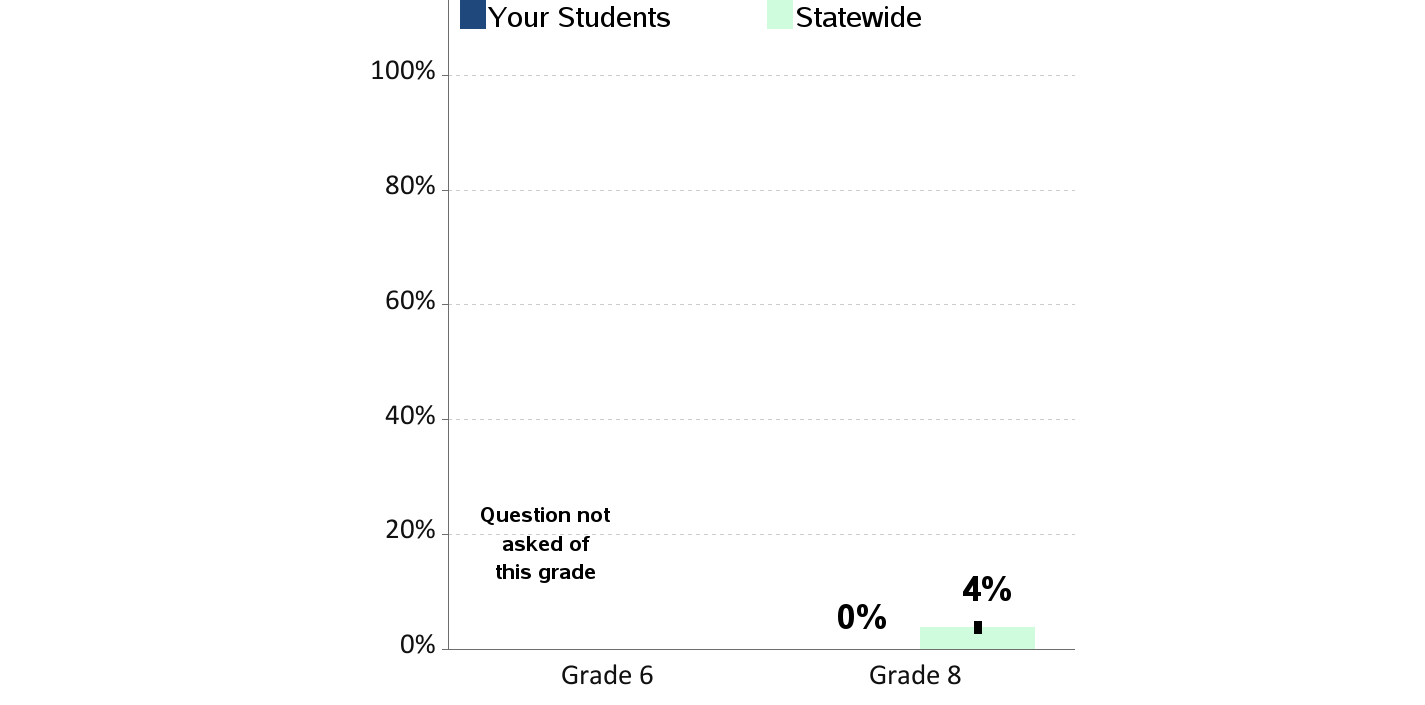 Your Students Statewide
100%
80%
60%
40%
20%
0%
Question not
asked of
this grade
0%
4%
Grade 6 Grade 8